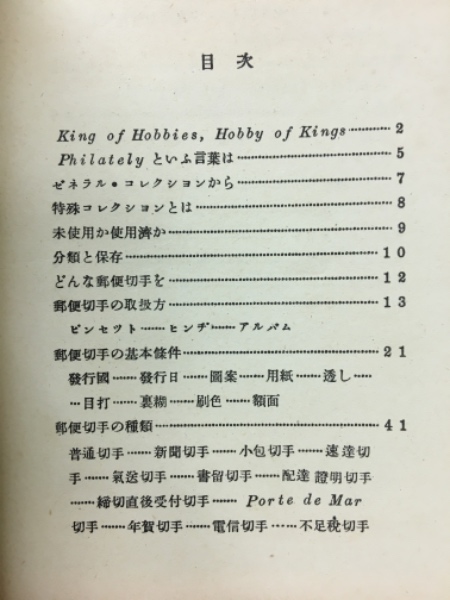 目次
King of Hobbies, Hobby of Kings………… 2
Philately といふ言葉は………… 5
ゼネラル・コレクションから………… 7
特殊コレクションとは………… 8
未使用か使用濟か………… 9
分類と保存………… 10
どんな郵便切手を………… 12
郵便切手の取扱方………… 13
ピンセツト……ヒンヂ……アルバム
郵便切手の基本條件………… 21
發行國……發行日……圖案……用紙……透し……
…目打……裏糊……刷色……額面
郵便切手の種類………… 41
普通切手……新聞切手……小包切手……速達切
手……氣送切手……書留切手……配達證明切手
……締切直後受付切手…… Porte de Mar
切手……年賀切手……電信切手……不足稅切手